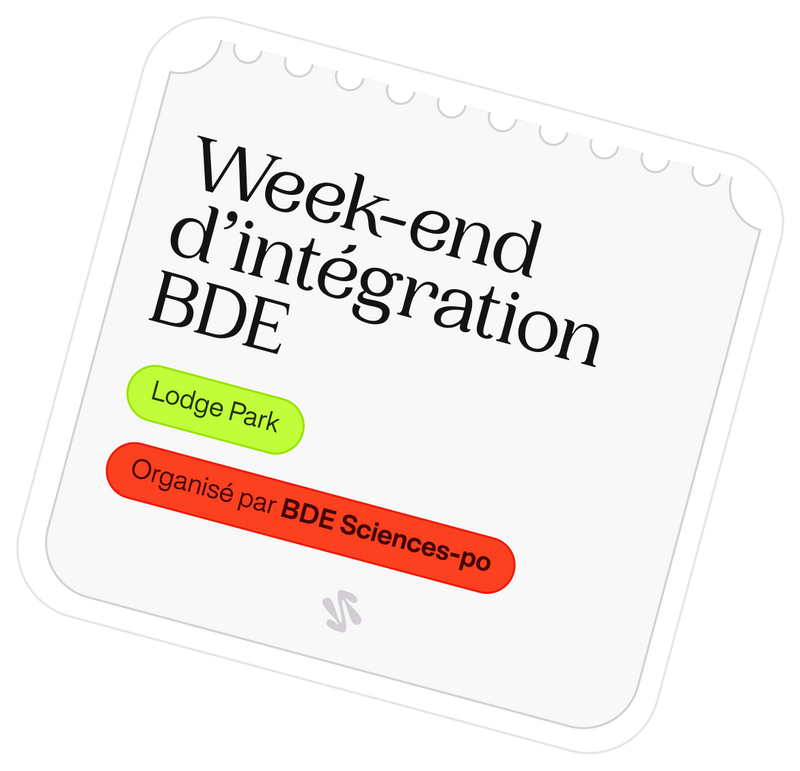 Week-end
d’intégration
BDE
Lodge Park
Organisé par BDE Sciences-po